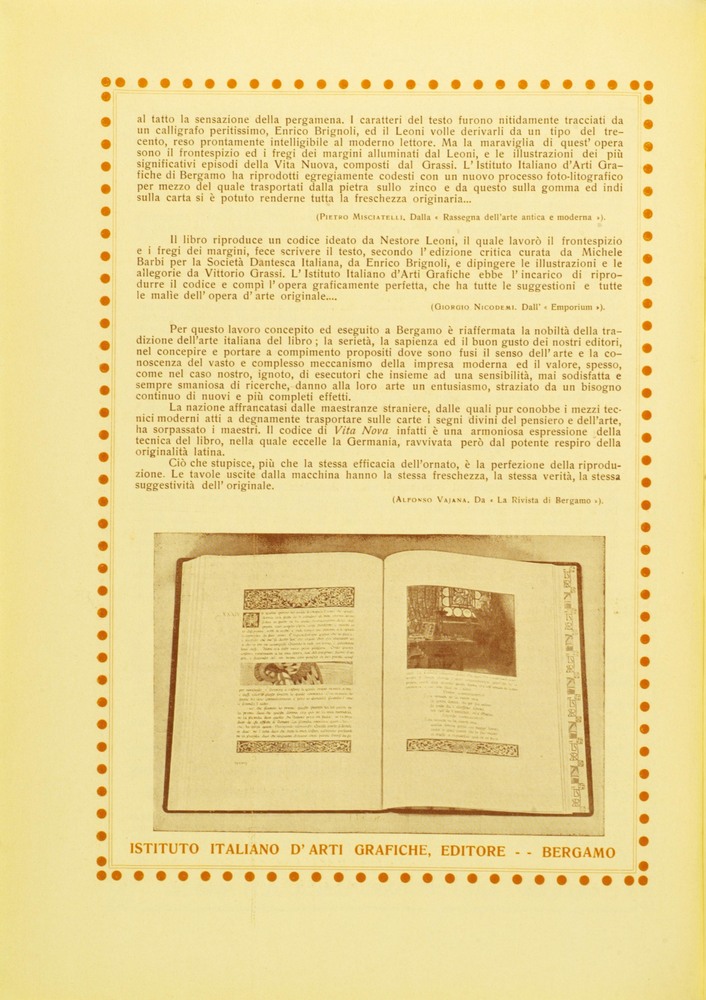 al tatto la sensazione della pergamena. I caratteri del testo furono nitidamente tracciati da
un calligrafo peritissimo, Enrico Brignoli, ed il Leoni volle derivarli da un tipo del tre-
cento, reso prontamente intelligibile al moderno lettore. Ma la maraviglia di quest' opera
sono il frontespizio ed i fregi dei margini alluminati dal Leoni, e le illustrazioni dei più
significativi episodi della Vita Nuova, composti dal Grassi. L' Istituto Italiano d'Arti Gra-
fiche di Bergamo ha riprodotti egregiamente codesti con un nuovo processo foto-litografico
per mezzo del quale trasportati dalla pietra sullo zinco e da questo sulla gomma ed indi
sulla carta si è potuto renderne tutta la freschezza originaria...
(PIETRO MISCIATELLI, Dalla « Rassegna dell'arte antica e moderna »).
Il libro riproduce un codice ideato da Nestore Leoni, il quale lavorò il frontespizio
e i fregi dei margini, fece scrivere il testo, secondo l' edizione critica curata da Michele
Barbi per la Società Dantesca Italiana, da Enrico Brignoli, e dipingere le illustrazioni e le
allegorie da Vittorio Grassi. L' Istituto Italiano d'Arti Grafiche ebbe l' incarico di ripro-
durre il codice e compì l' opera graficamente perfetta, che ha tutte le suggestioni e tutte
le malìe dell' opera d' arte originale....
(GIORGIO NICODEMI. Dall' « Emporium »).
Per questo lavoro concepito ed eseguito a Bergamo è riaffermata la nobiltà della tra-
dizione dell'arte italiana del libro; la serietà, la sapienza ed il buon gusto dei nostri editori,
nel concepire e portare a compimento propositi dove sono fusi il senso dell' arte e la co-
noscenza del vasto e complesso meccanismo della impresa moderna ed il valore, spesso,
come nel caso nostro, ignoto, di esecutori che insieme ad una sensibilità, mai sodisfatta e
sempre smaniosa di ricerche, danno alla loro arte un entusiasmo, straziato da un bisogno
continuo di nuovi e più completi effetti.
La nazione affrancatasi dalle maestranze straniere, dalle quali pur conobbe i mezzi tec-
nici moderni atti a degnamente trasportare sulle carte i segni divini del pensiero e dell'arte,
ha sorpassato i maestri. Il codice di Vita Nova infatti è una armoniosa espressione della
tecnica del libro, nella quale eccelle la Germania, ravvivata però dal potente respiro della
originalità latina.
Ciò che stupisce, più che la stessa efficacia dell'ornato, è la perfezione della riprodu-
zione. Le tavole uscite dalla macchina hanno la stessa freschezza, la stessa verità, la stessa
suggestività dell' originale.
(ALFONSO VAJANA. Da « La Rivista di Bergamo »).
ISTITUTO ITALIANO D' ARTI GRAFICHE, EDITORE - - BERGAMO